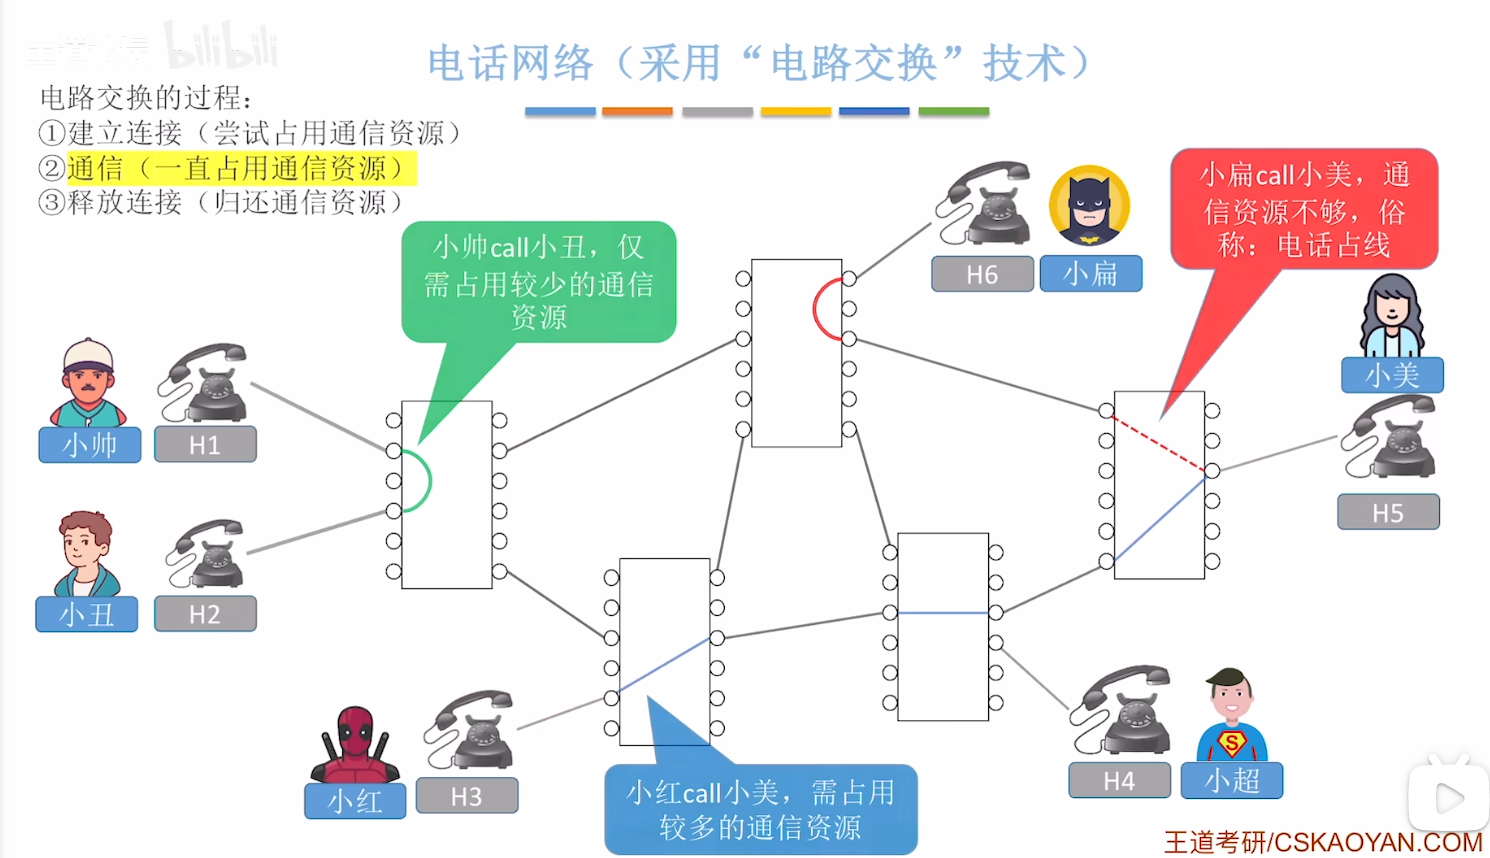 bilibili
电话网络（采用“电路交换”技术）
电路交换的过程：
①建立连接（尝试占用通信资源）
②通信（一直占用通信资源）
③释放连接（归还通信资源）
小帅call小丑，仅
需占用较少的通信
资源
小扁call小美，通
信资源不够，俗
称：电话占线
H6
小扁
小美
小帅
H1
H5
小丑
H2
小红
H3
小红call小美，需占用
较多的通信资源
H4
S
小超
王道考研/CSKAOYAN.COM